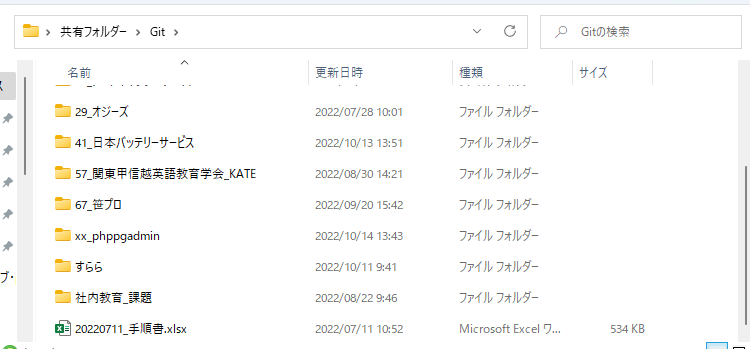 共有フォルダー > Git >
Gitの検索
名前 更新日時 種類 サイズ
29_オジーズ 2022/07/28 10:01 ファイル フォルダー
41_日本バッテリーサービス 2022/10/13 13:51 ファイル フォルダー
57_関東甲信越英語教育学会_KATE 2022/08/30 14:21 ファイル フォルダー
67_笹プロ 2022/09/20 15:42 ファイル フォルダー
xx_phppgadmin 2022/10/14 13:43 ファイル フォルダー
すらら 2022/10/11 9:41 ファイル フォルダー
社内教育_課題 2022/08/22 9:46 ファイル フォルダー
20220711_手順書.xlsx 2022/07/11 10:52 Microsoft Excel ワ... 534 KB